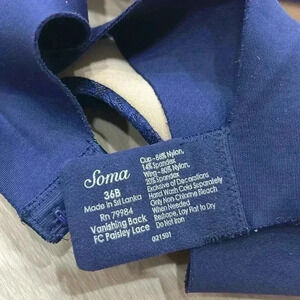 Soma
36B
Made in Sri Lanka
Rn 79984
Vanishing Back
FC Paisley Lace
Cup - 86% Nylon,
14% Spandex
Wing - 80% Nylon,
20% Spandex
Exclusive of Decorations
Hand Wash Cold Separately
Only Non Chlorine Bleach
When Needed
Reshape, Lay Flat to Dry
Do Not Iron
021501